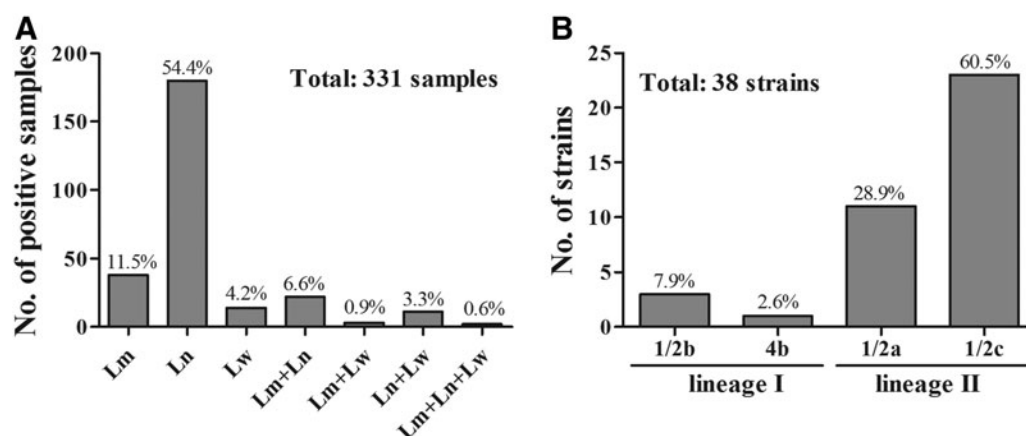 A
No. of positive samples
200
150
100
50
0
Total: 331 samples
11.5%
54.4%
4.2%
6.6%
0.9%
3.3%
0.6%
Lm
Ln
Lw
Lm+Ln
Lm+Lw
Ln+Lw
Lm+Ln+Lw
B
No. of strains
25
20
15
10
5
0
Total: 38 strains
7.9%
2.6%
28.9%
60.5%
1/2b
4b
1/2a
1/2c
lineage I
lineage II